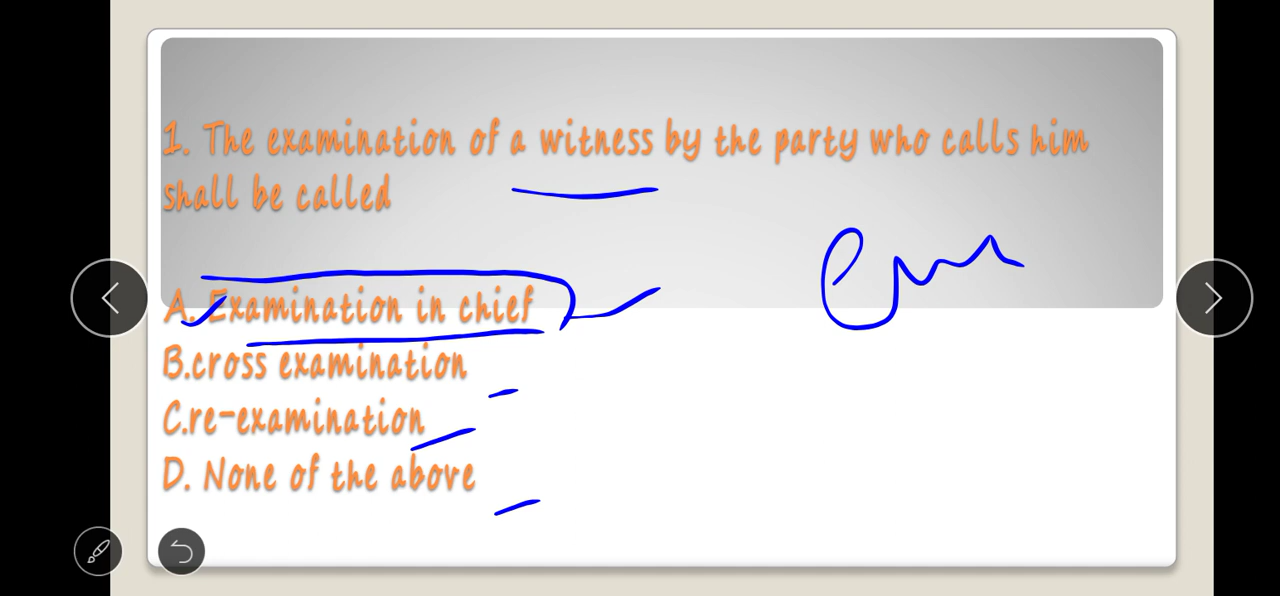 1. The examination of a witness by the party who calls him
shall be called
A. Examination in chief
B.cross examination
C.re-examination
D. None of the above